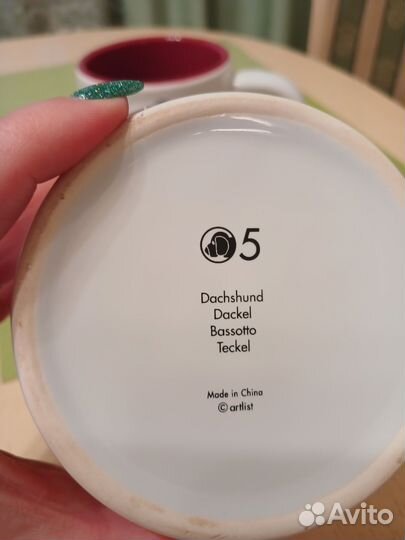 5
Dachshund
Dackel
Bassotto
Teckel
Made in China
© artlist
Avito